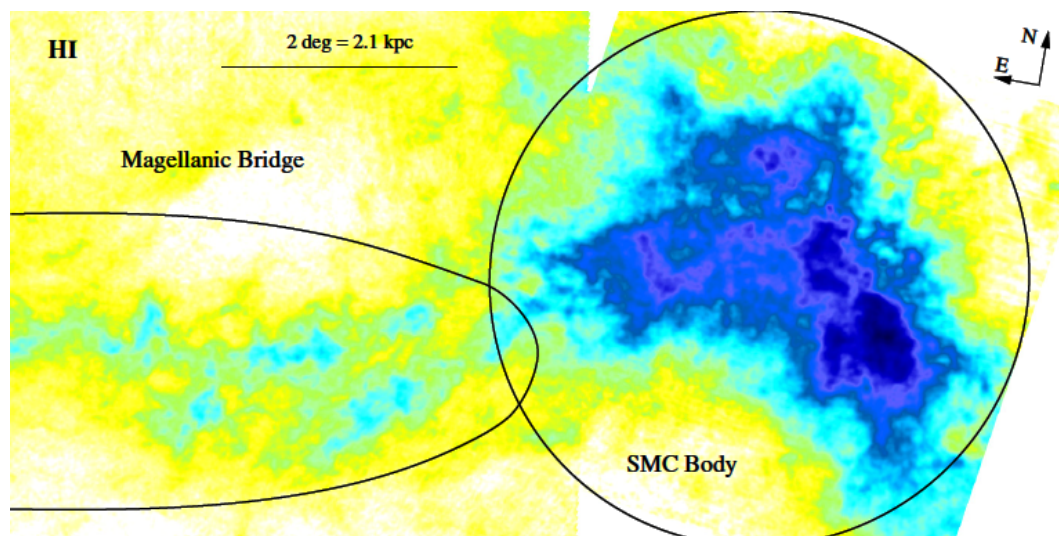 HI
2 deg = 2.1 kpc
N
E
Magellanic Bridge
SMC Body